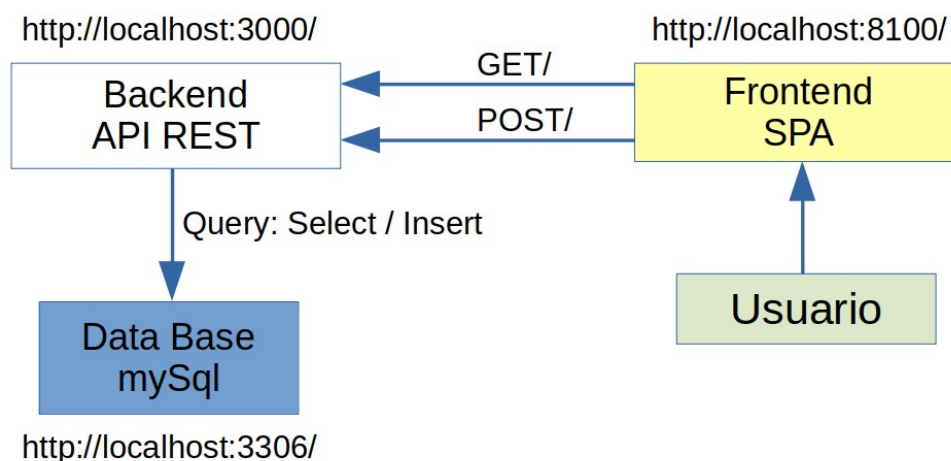 http://localhost:3000/
http://localhost:8100/
Backend
API REST
GET/
POST/
Frontend
SPA
Query: Select / Insert
Data Base
mySql
Usuario
http://localhost:3306/